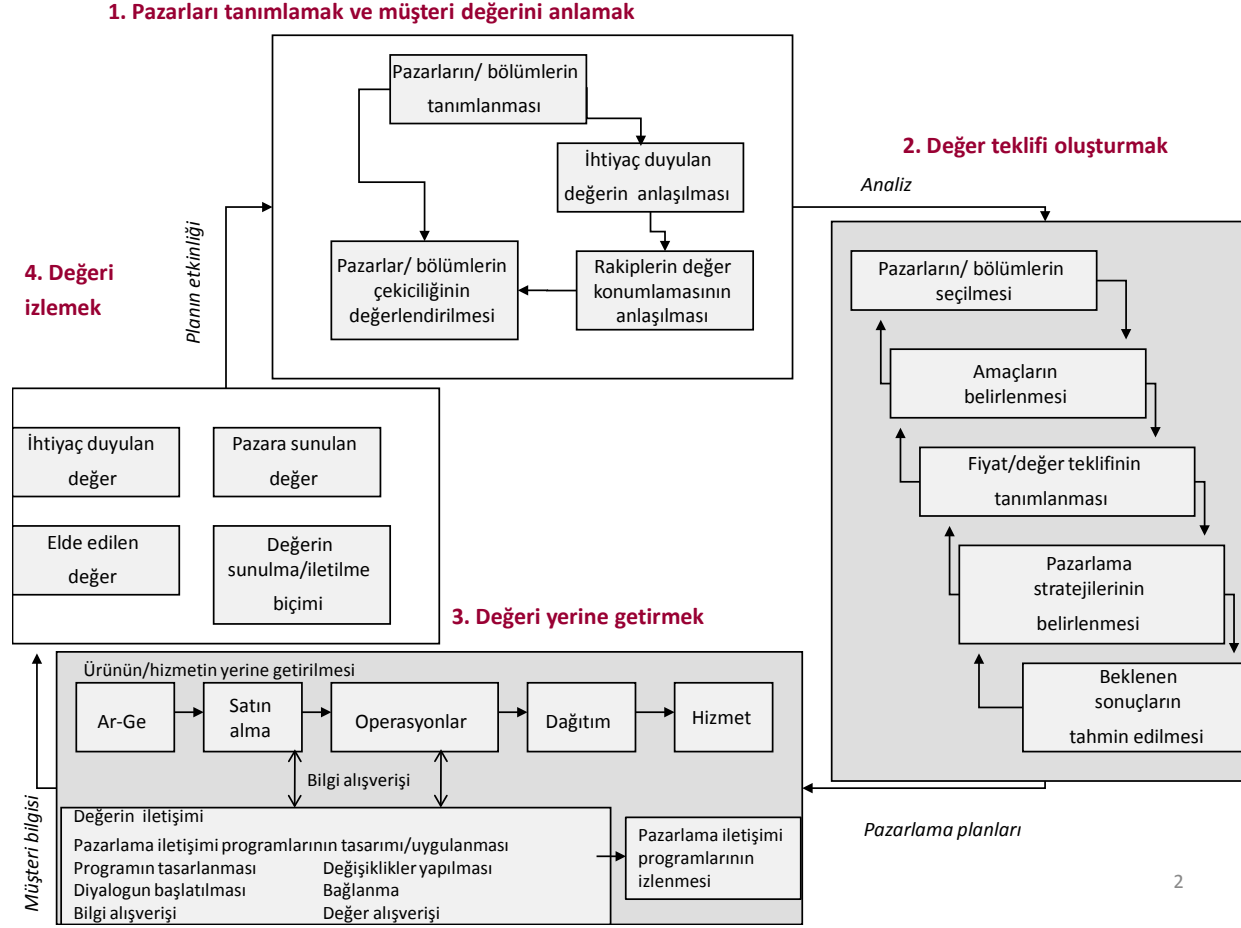 1. Pazarları tanımlamak ve müşteri değerini anlamak
Pazarların/ bölümlerin
tanımlanması
İhtiyaç duyulan
değerin anlaşılması
Pazarlar/ bölümlerin
çekiciliğinin
değerlendirilmesi
Rakiplerin değer
konumlamasının
anlaşılması
Analiz
2. Değer teklifi oluşturmak
Pazarların/ bölümlerin
seçilmesi
Amaçların
belirlenmesi
Fiyat/değer teklifinin
tanımlanması
Pazarlama
stratejilerinin
belirlenmesi
Beklenen
sonuçların
tahmin edilmesi
Pazarlama planları
3. Değeri yerine getirmek
Ürünün/hizmetin yerine getirilmesi
Ar-Ge
Satın
alma
Operasyonlar
Dağıtım
Hizmet
Bilgi alışverişi
Değerin iletişimi
Pazarlama iletişimi programlarının tasarımı/uygulanması
Programın tasarlanması Değişiklikler yapılması
Diyalogun başlatılması Bağlanma
Bilgi alışverişi Değer alışverişi
Pazarlama iletişimi
programlarının
izlenmesi
Müşteri bilgisi
4. Değeri
izlemek
İhtiyaç duyulan
değer
Pazara sunulan
değer
Elde edilen
değer
Değerin
sunulma/iletilme
biçimi
Planın etkinliği
2